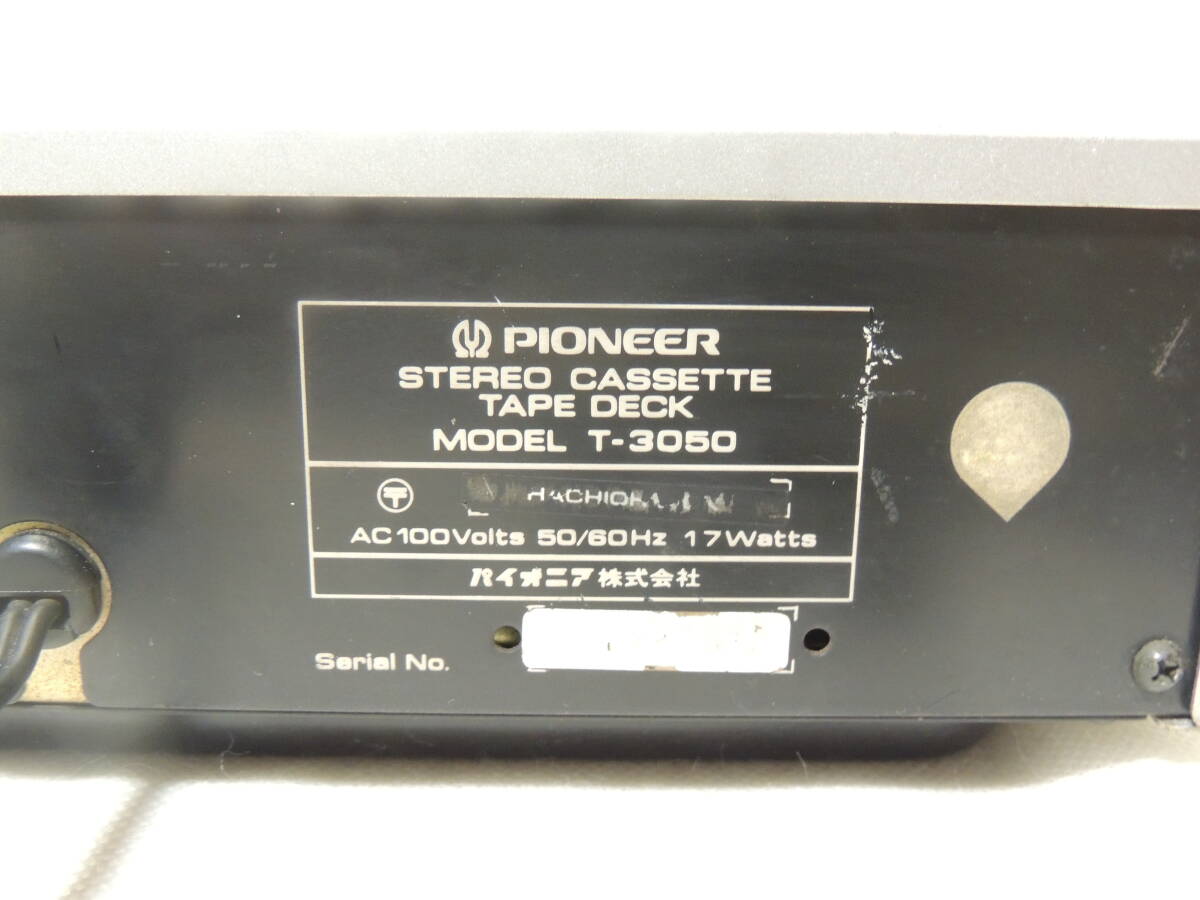 PIONEER
STEREO CASSETTE
TAPE DECK
MODEL T-3050
〒
AC100Volts 50/60Hz 17Watts
パイオニア株式会社
Serial No.